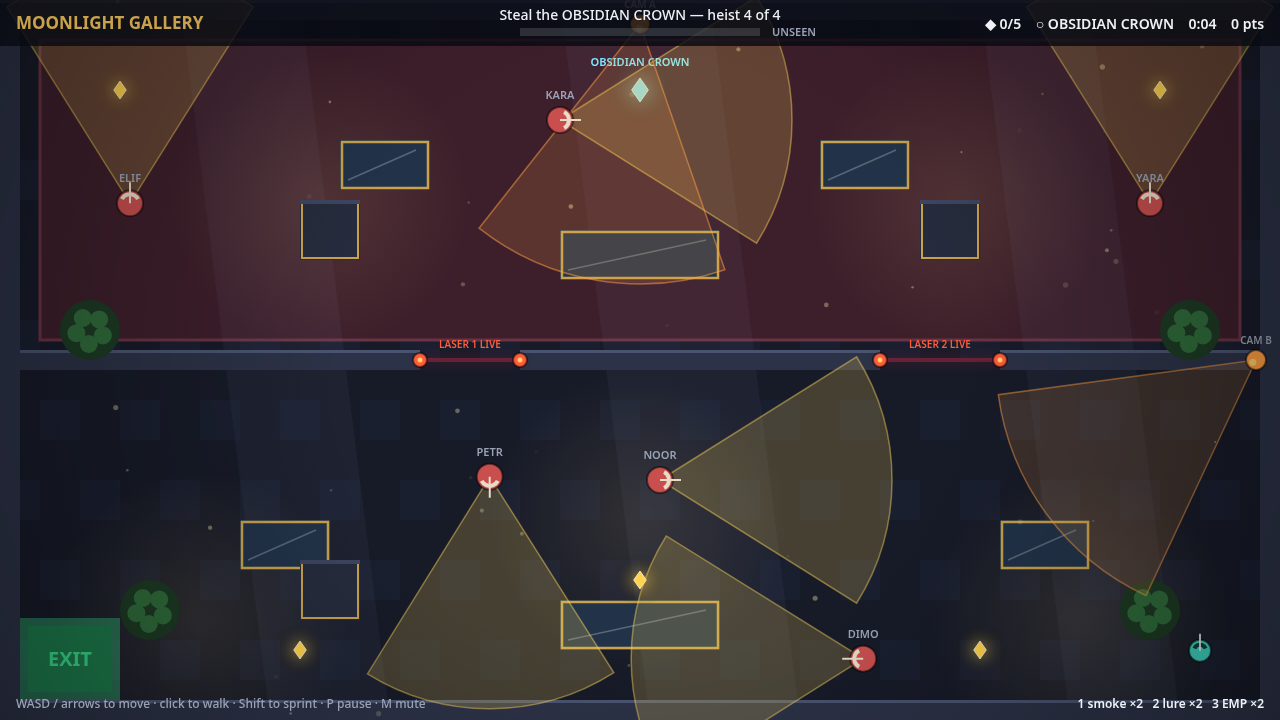 MOONLIGHT GALLERY
Steal the OBSIDIAN CROWN — heist 4 of 4
◆ 0/5 ○ OBSIDIAN CROWN 0:04 0 pts
CAM A
UNSEEN
OBSIDIAN CROWN
KARA
ELIF
YARA
LASER 1 LIVE
LASER 2 LIVE
CAM B
PETR
NOOR
DIMO
EXIT
WASD / arrows to move · click to walk · Shift to sprint · P pause · M mute
1 smoke ×2 2 lure ×2 3 EMP ×2